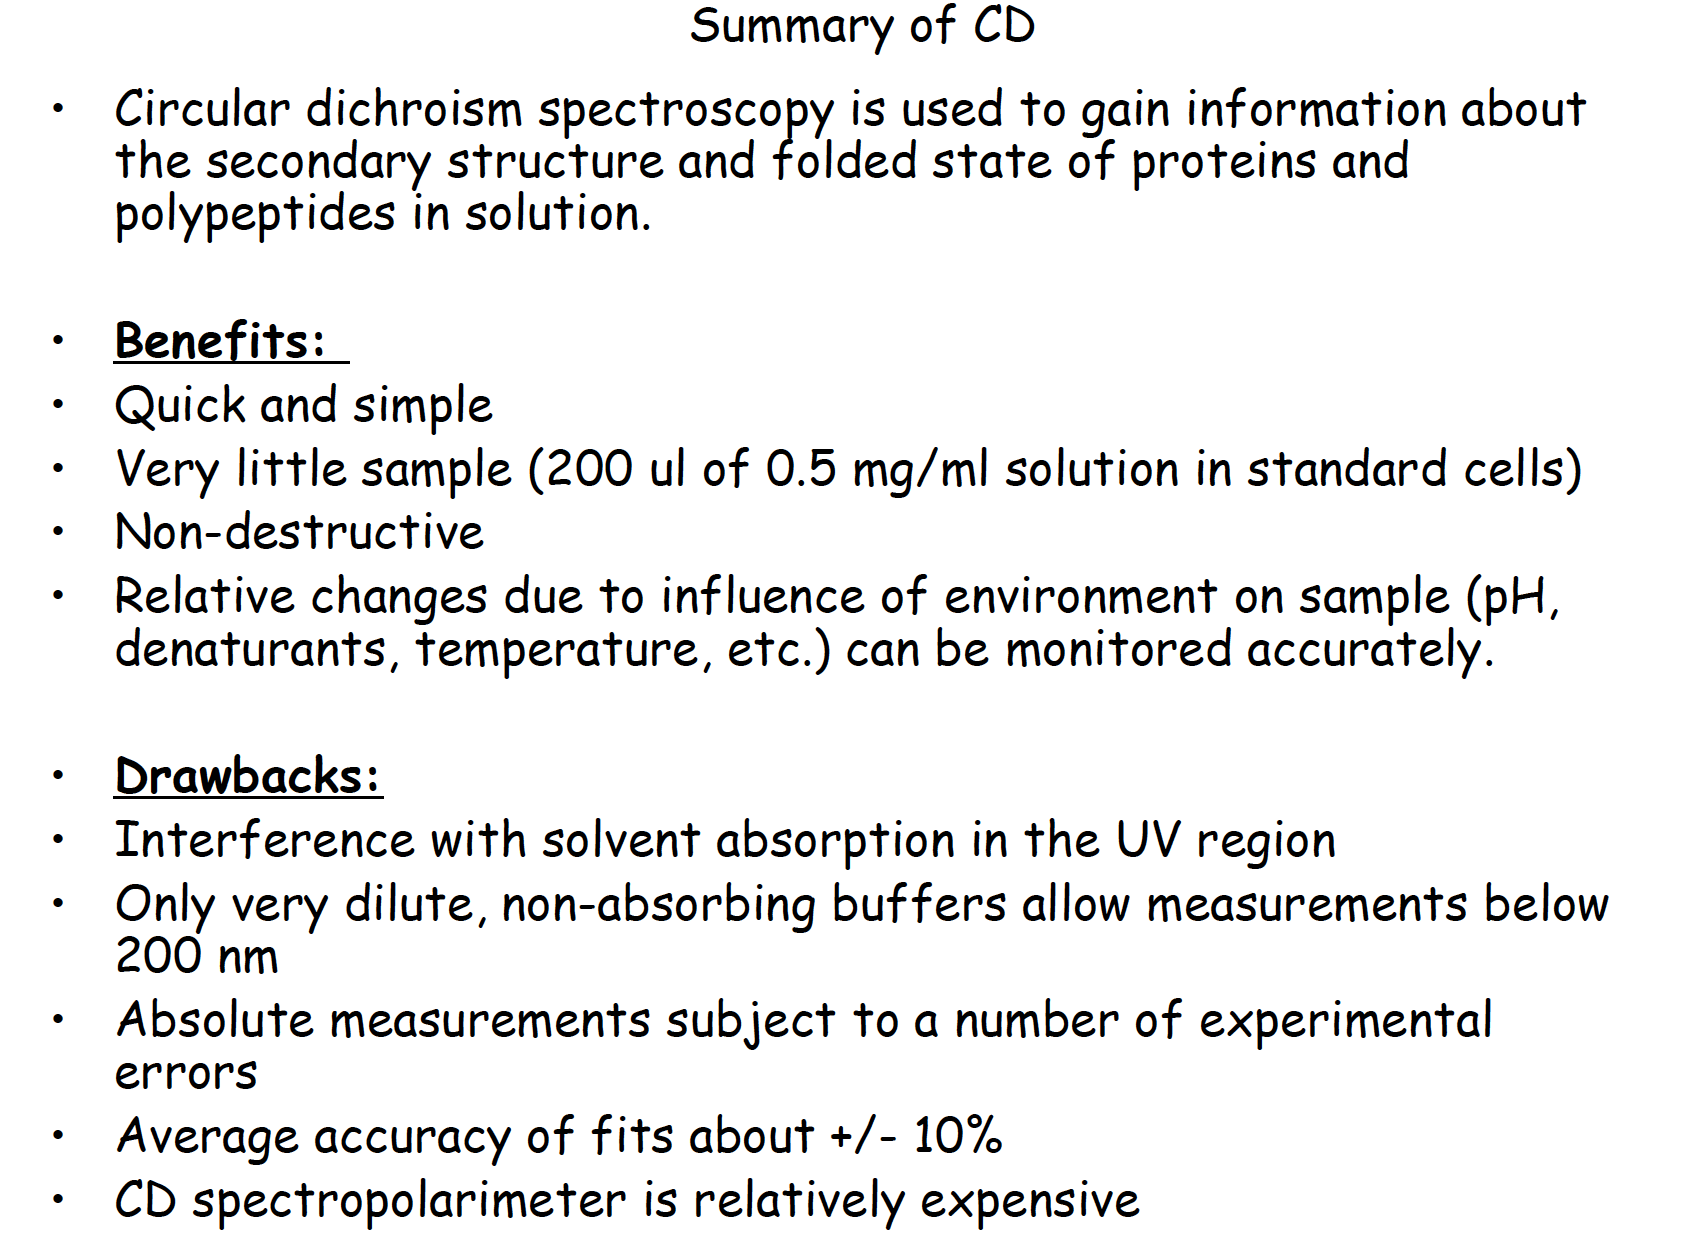 Summary of CD
• Circular dichroism spectroscopy is used to gain information about
the secondary structure and folded state of proteins and
polypeptides in solution.
• Benefits:
• Quick and simple
• Very little sample (200 ul of 0.5 mg/ml solution in standard cells)
• Non-destructive
• Relative changes due to influence of environment on sample (pH,
denaturants, temperature, etc.) can be monitored accurately.
• Drawbacks:
• Interference with solvent absorption in the UV region
• Only very dilute, non-absorbing buffers allow measurements below
200 nm
• Absolute measurements subject to a number of experimental
errors
• Average accuracy of fits about +/- 10%
• CD spectropolarimeter is relatively expensive